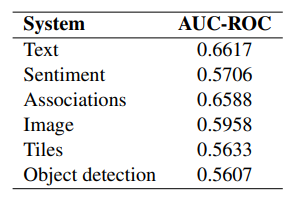 System AUC-ROC
Text 0.6617
Sentiment 0.5706
Associations 0.6588
Image 0.5958
Tiles 0.5633
Object detection 0.5607